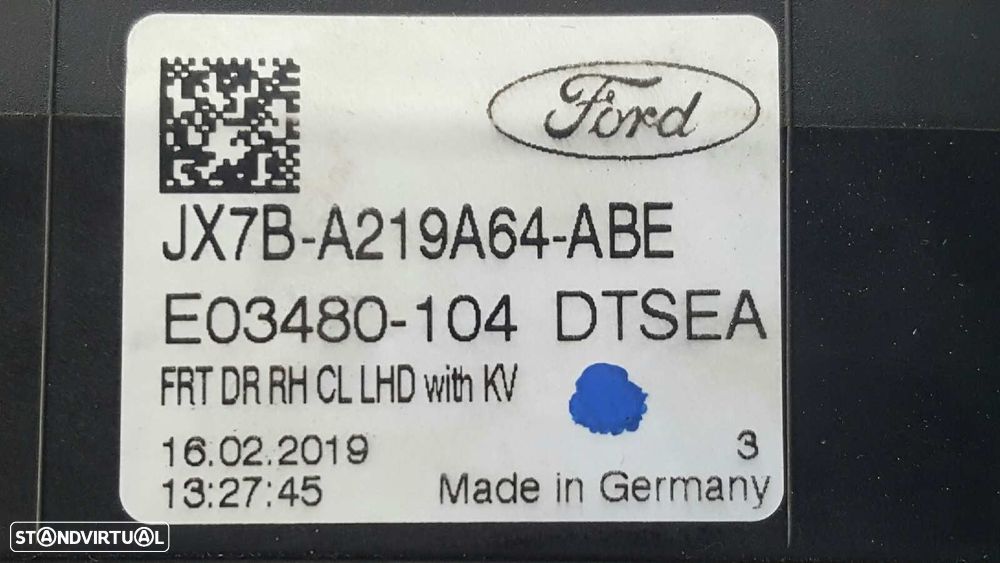 Ford
JX7B-A219A64-ABE
E03480-104 DTSEA
FRT DR RH CL LHD with KV
16.02.2019 3
13:27:45 Made in Germany
STANDVIRTUAL